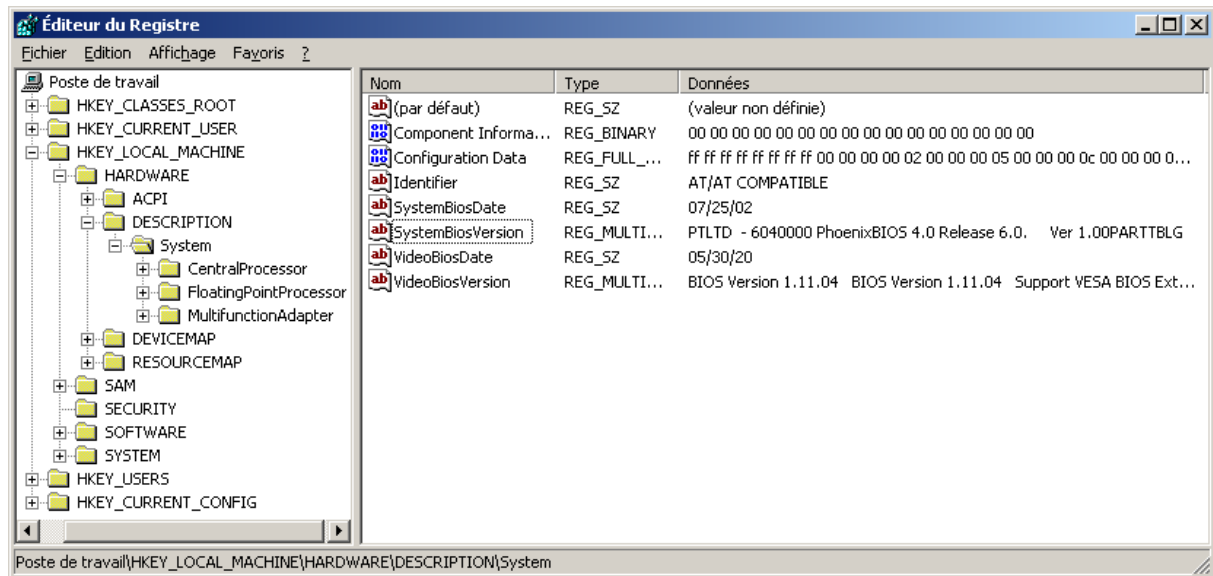 Éditeur du Registre
Fichier Edition Affichage Favoris ?
Poste de travail
HKEY_CLASSES_ROOT
HKEY_CURRENT_USER
HKEY_LOCAL_MACHINE
HARDWARE
ACPI
DESCRIPTION
System
CentralProcessor
FloatingPointProcessor
MultifunctionAdapter
DEVICEMAP
RESOURCEMAP
SAM
SECURITY
SOFTWARE
SYSTEM
HKEY_USERS
HKEY_CURRENT_CONFIG
Nom Type Données
(par défaut) REG_SZ (valeur non définie)
Component Informa... REG_BINARY 00 00 00 00 00 00 00 00 00 00 00 00 00 00 00 00
Configuration Data REG_FULL_... ff ff ff ff ff ff ff ff 00 00 00 00 02 00 00 00 05 00 00 00 0c 00 00 00 0...
Identifier REG_SZ AT/AT COMPATIBLE
SystemBiosDate REG_SZ 07/25/02
SystemBiosVersion REG_MULTI... PTLTD - 6040000 PhoenixBIOS 4.0 Release 6.0. Ver 1.00PARTTBLG
VideoBiosDate REG_SZ 05/30/20
VideoBiosVersion REG_MULTI... BIOS Version 1.11.04 BIOS Version 1.11.04 Support VESA BIOS Ext...
Poste de travail\HKEY_LOCAL_MACHINE\HARDWARE\DESCRIPTION\System